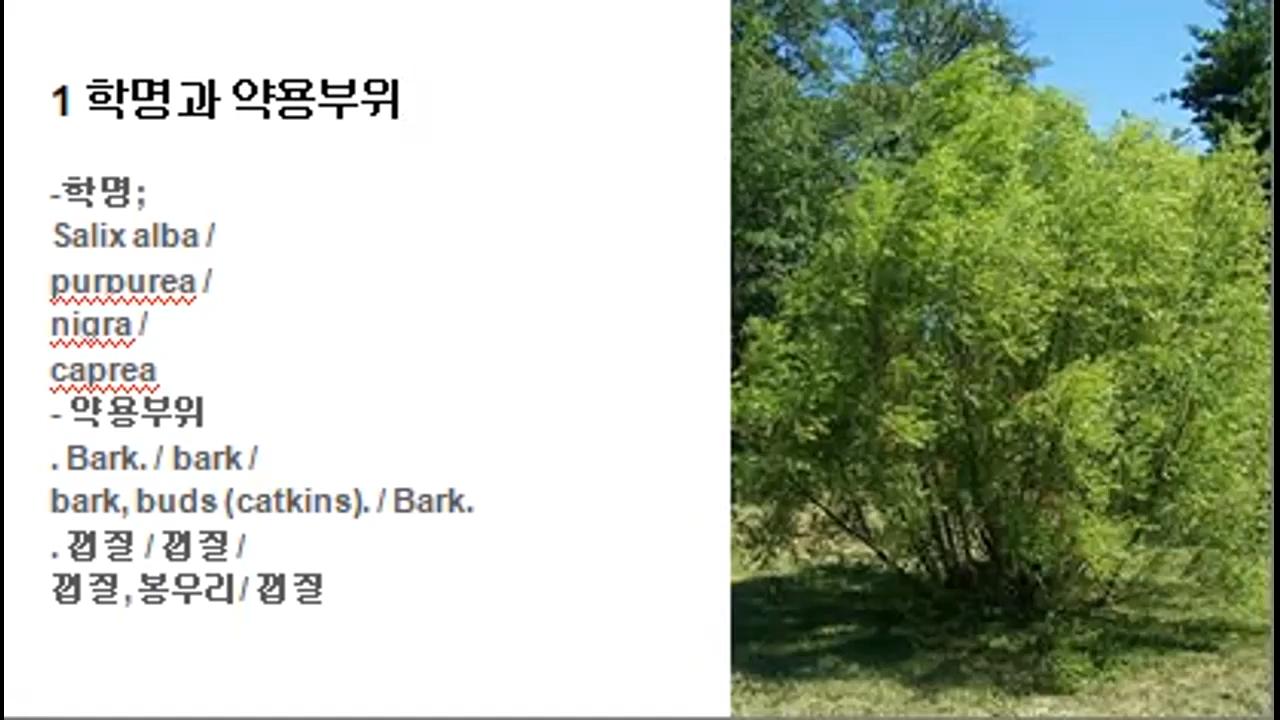 1 학명과 약용부위
-학명;
Salix alba /
purpurea /
nigra /
caprea
- 약용부위
. Bark. / bark /
bark, buds (catkins). / Bark.
. 껍질 / 껍질 /
껍질,봉우리/ 껍질